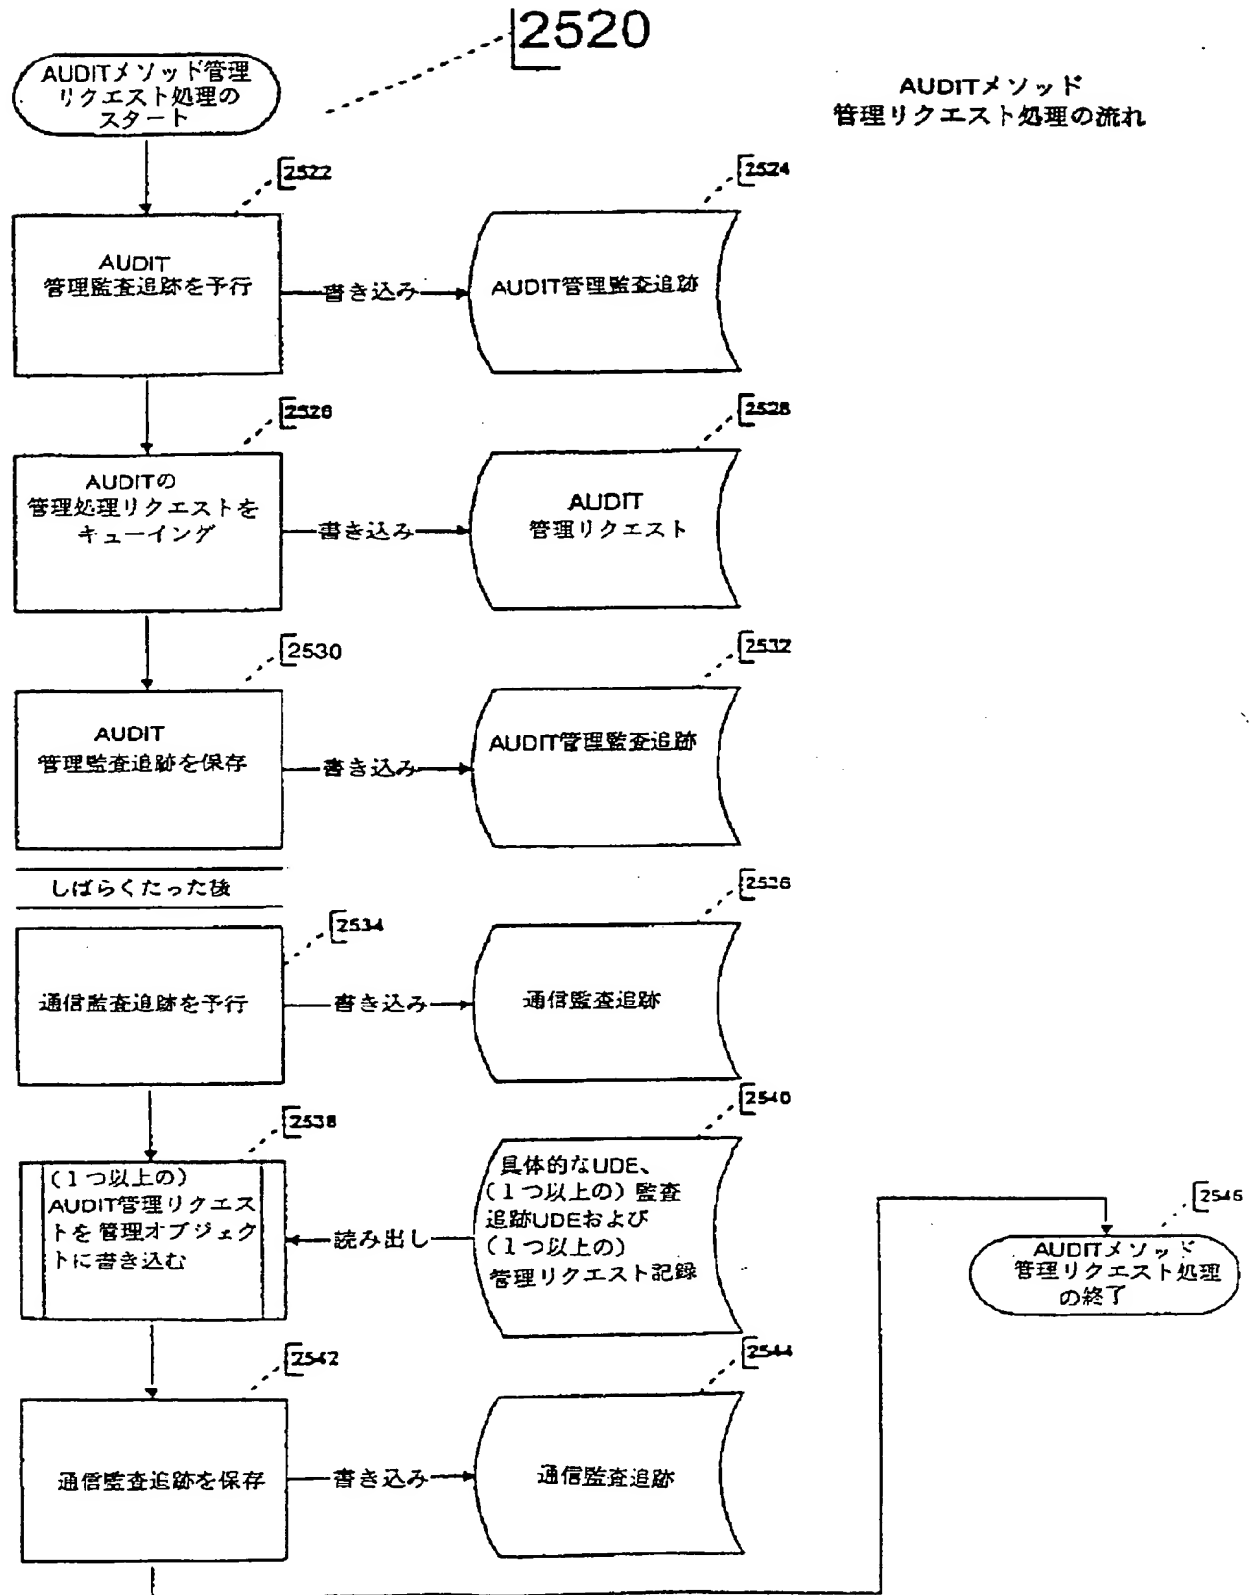 2520
AUDITメソッド管理
リクエスト処理の
スタート
AUDITメソッド
管理リクエスト処理の流れ
2522
2524
AUDIT
管理監査追跡を予行
書き込み
AUDIT管理監査追跡
2526
2528
AUDITの
管理処理リクエストを
キューイング
書き込み
AUDIT
管理リクエスト
2530
2532
AUDIT
管理監査追跡を保存
書き込み
AUDIT管理監査追跡
しばらくたった後
2534
2536
通信監査追跡を予行
書き込み
通信監査追跡
2538
2540
(1つ以上の)
AUDIT管理リクエス
トを管理オブジェク
トに書き込む
読み出し
具体的なUDE、
(1つ以上の)監査
追跡UDEおよび
(1つ以上の)
管理リクエスト記録
2546
AUDITメソッド
管理リクエスト処理
の終了
2542
2544
通信監査追跡を保存
書き込み
通信監査追跡